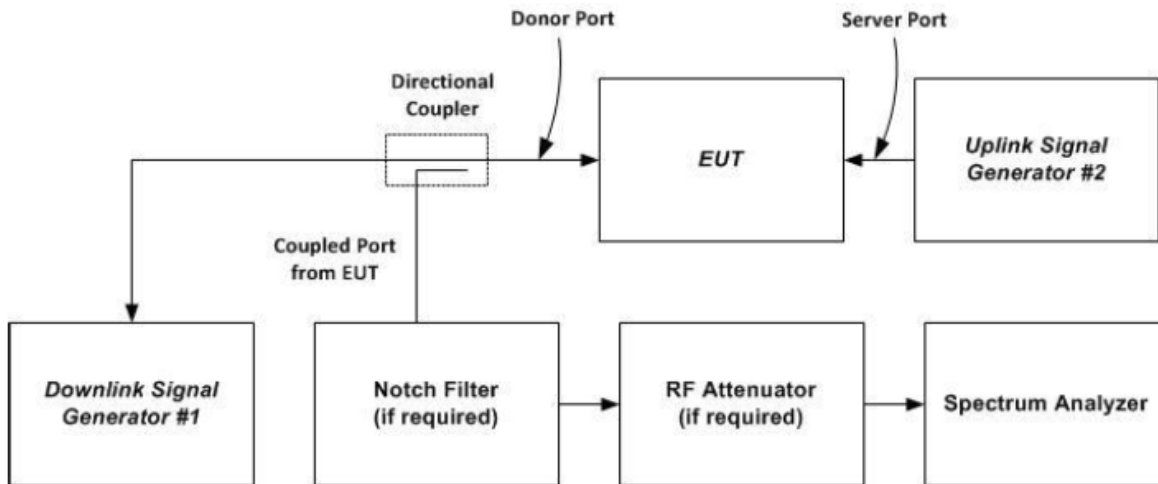 Donor Port
Server Port
Directional
Coupler
EUT
Uplink Signal
Generator #2
Coupled Port
from EUT
Downlink Signal
Generator #1
Notch Filter
(if required)
RF Attenuator
(if required)
Spectrum Analyzer